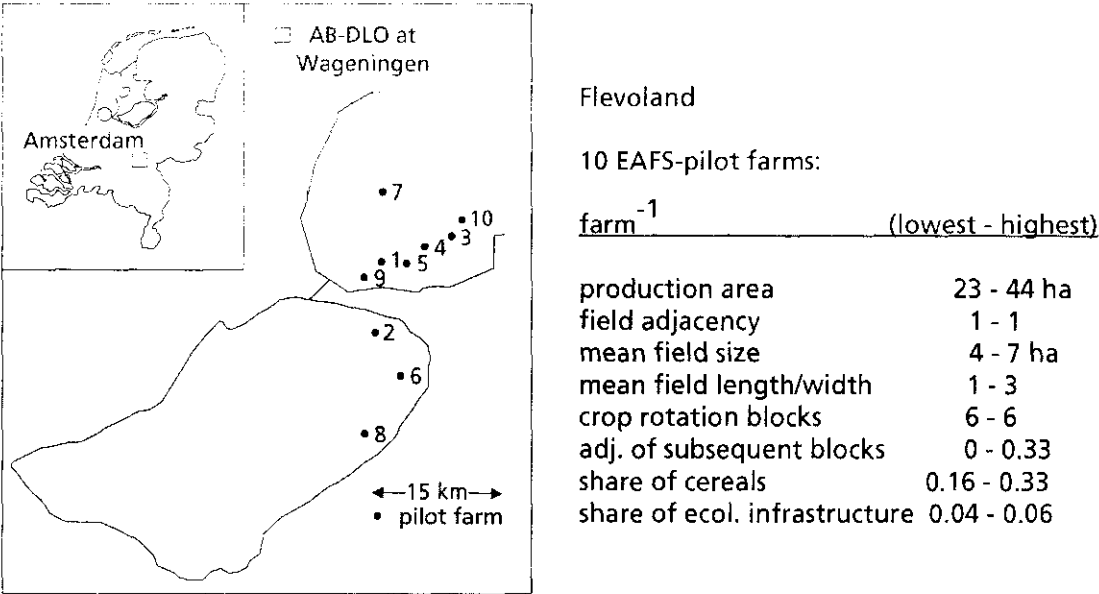 AB-DLO at
Wageningen
Amsterdam
7
10
3
4
1
5
9
2
6
8
15 km
pilot farm
Flevoland
10 EAFS-pilot farms:
farm-1 (lowest - highest)
production area 23 - 44 ha
field adjacency 1 - 1
mean field size 4 - 7 ha
mean field length/width 1 - 3
crop rotation blocks 6 - 6
adj. of subsequent blocks 0 - 0.33
share of cereals 0.16 - 0.33
share of ecol. infrastructure 0.04 - 0.06